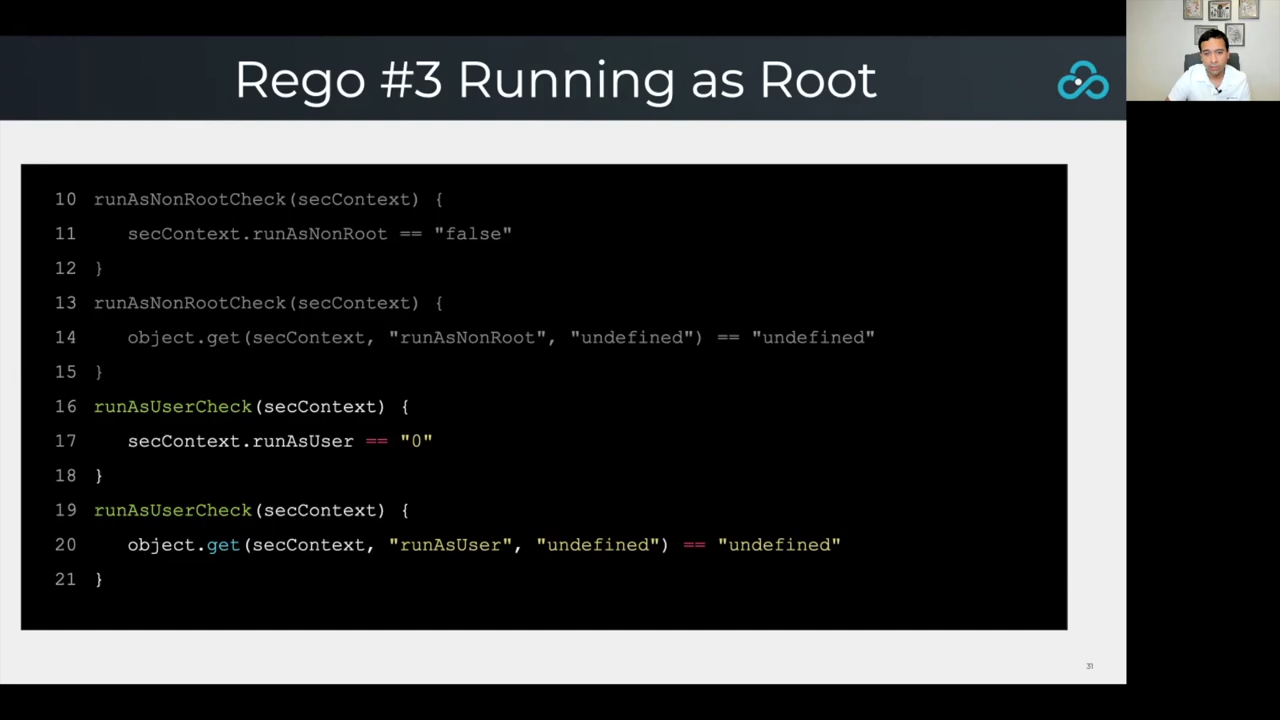 Rego #3 Running as Root
10 runAsNonRootCheck(secContext) {
11 secContext.runAsNonRoot == "false"
12 }
13 runAsNonRootCheck(secContext) {
14 object.get(secContext, "runAsNonRoot", "undefined") == "undefined"
15 }
16 runAsUserCheck(secContext) {
17 secContext.runAsUser == "0"
18 }
19 runAsUserCheck(secContext) {
20 object.get(secContext, "runAsUser", "undefined") == "undefined"
21 }
31